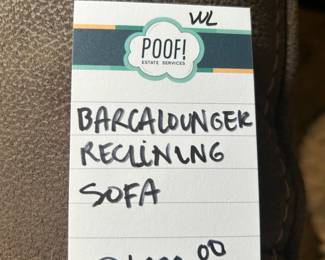 WL
POOF!
ESTATE SERVICES
BARCALOUNGER
RECLINING
SOFA